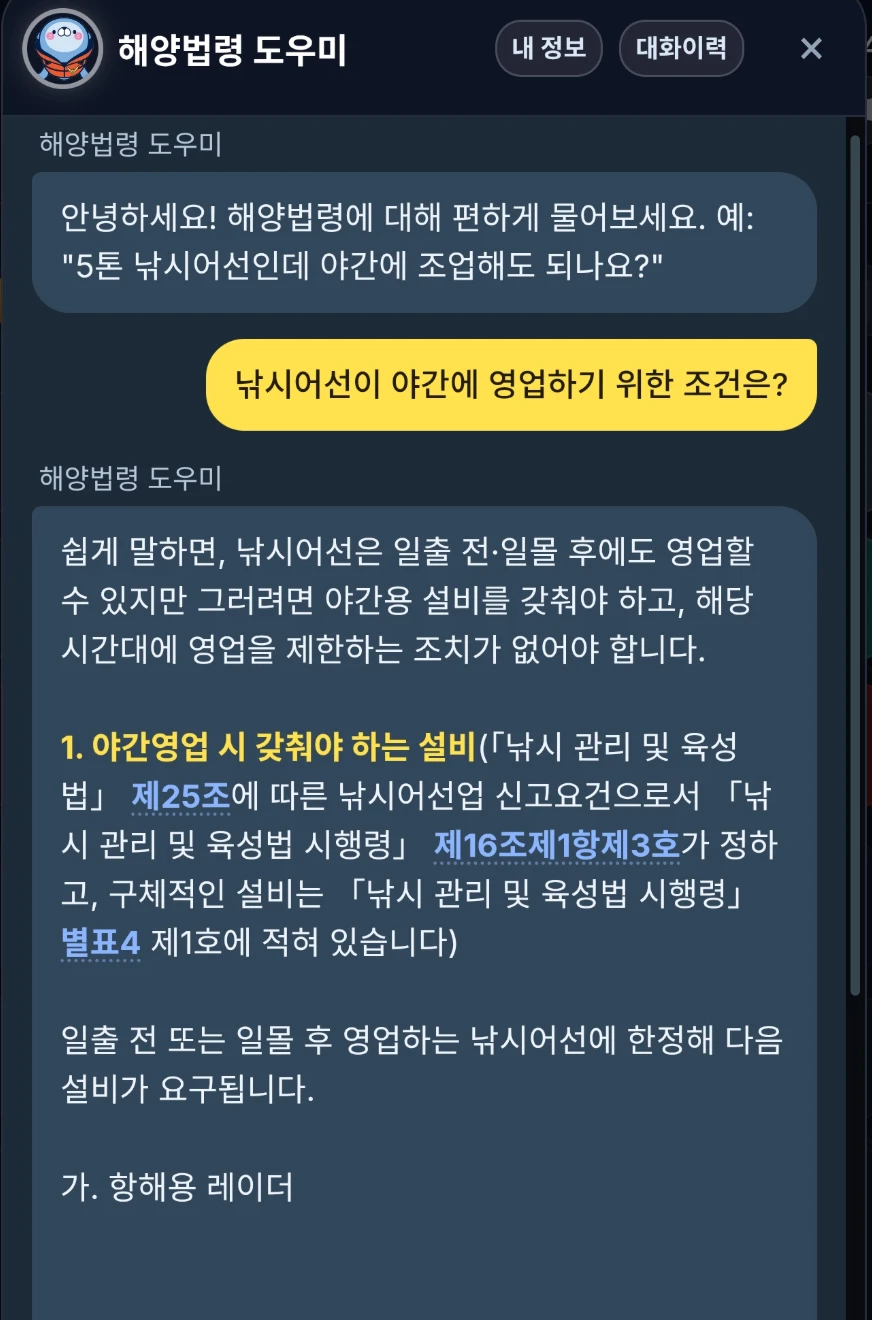 해양법령 도우미
내 정보
대화이력
×
해양법령 도우미
안녕하세요! 해양법령에 대해 편하게 물어보세요. 예:
"5톤 낚시어선인데 야간에 조업해도 되나요?"
낚시어선이 야간에 영업하기 위한 조건은?
해양법령 도우미
쉽게 말하면, 낚시어선은 일출 전·일몰 후에도 영업할
수 있지만 그러려면 야간용 설비를 갖춰야 하고, 해당
시간대에 영업을 제한하는 조치가 없어야 합니다.
1. 야간영업 시 갖춰야 하는 설비(「낚시 관리 및 육성
법」 제25조에 따른 낚시어선업 신고요건으로서 「낚
시 관리 및 육성법 시행령」 제16조제1항제3호가 정하
고, 구체적인 설비는 「낚시 관리 및 육성법 시행령」
별표4 제1호에 적혀 있습니다)
일출 전 또는 일몰 후 영업하는 낚시어선에 한정해 다음
설비가 요구됩니다.
가. 항해용 레이더